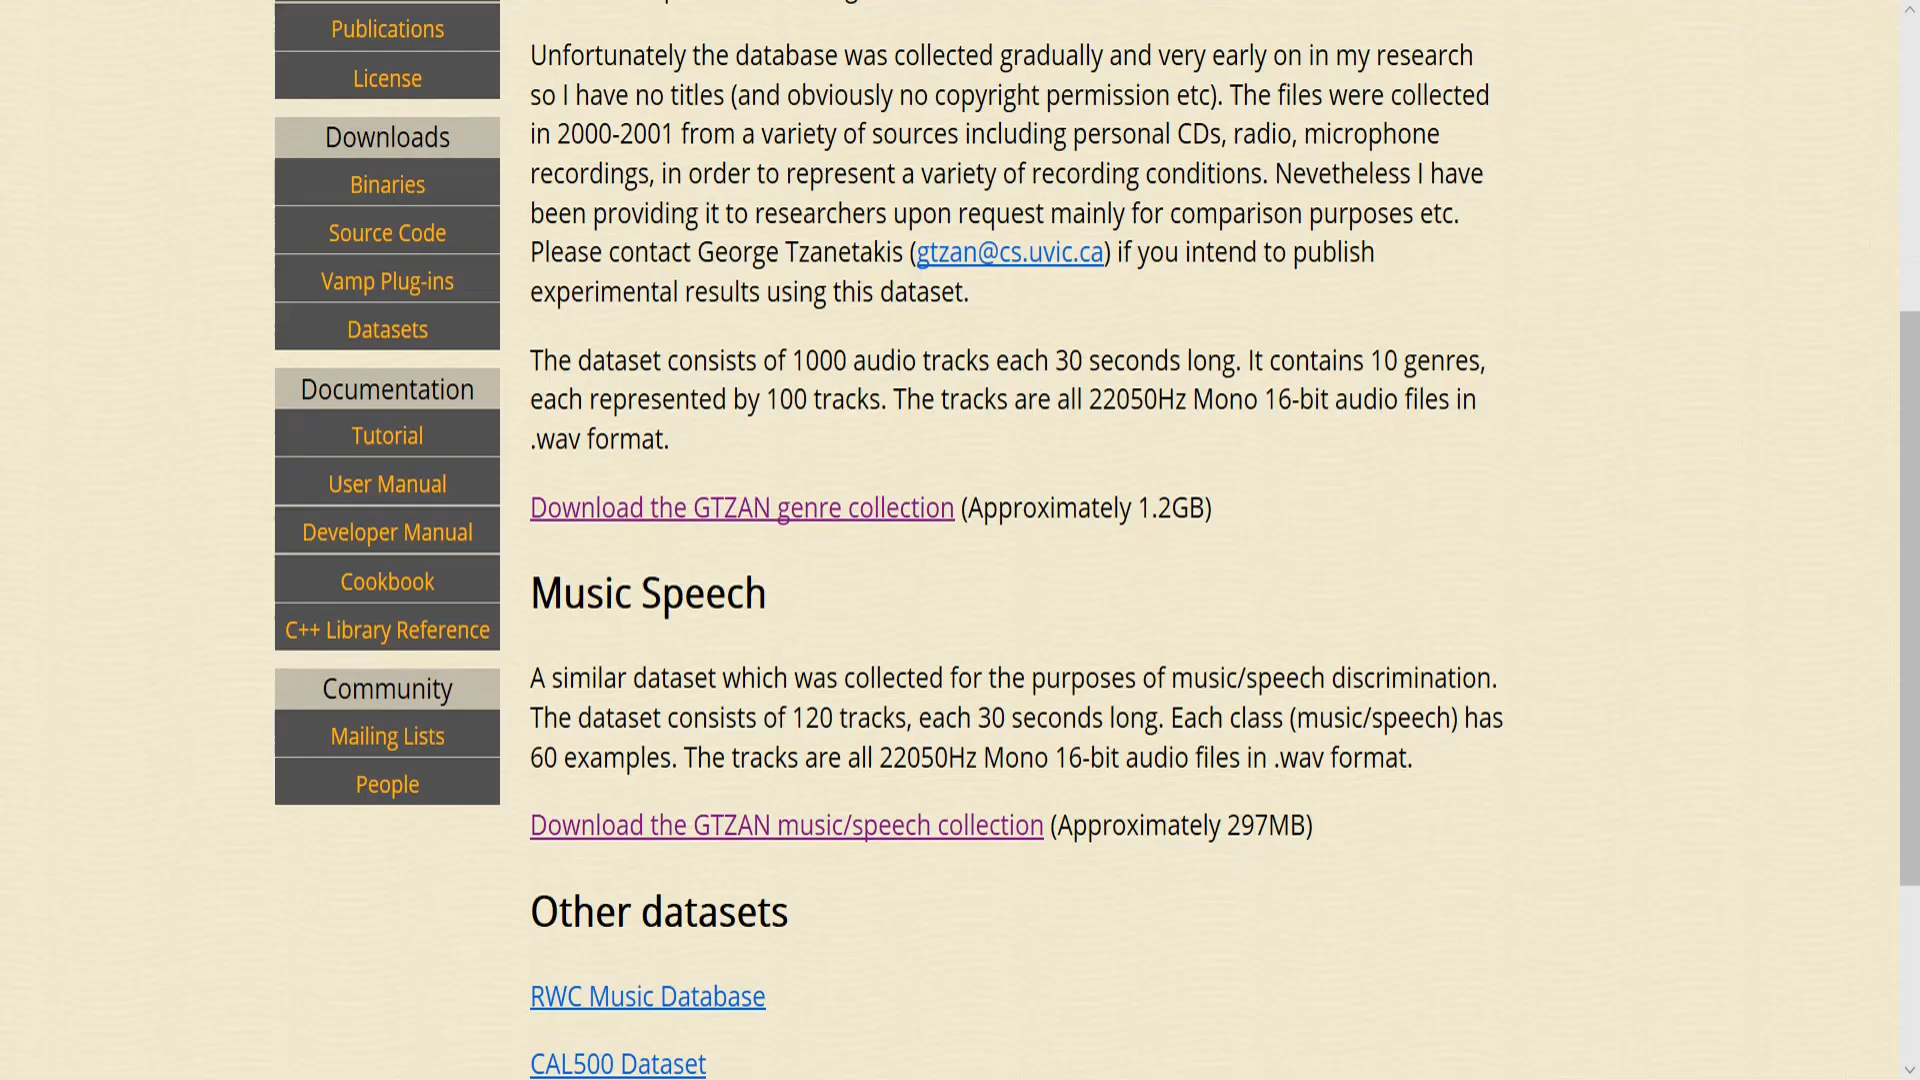 Publications
License
Downloads
Binaries
Source Code
Vamp Plug-ins
Datasets
Documentation
Tutorial
User Manual
Developer Manual
Cookbook
C++ Library Reference
Community
Mailing Lists
People
Unfortunately the database was collected gradually and very early on in my research
so I have no titles (and obviously no copyright permission etc). The files were collected
in 2000-2001 from a variety of sources including personal CDs, radio, microphone
recordings, in order to represent a variety of recording conditions. Nevetheless I have
been providing it to researchers upon request mainly for comparison purposes etc.
Please contact George Tzanetakis (gtzan@cs.uvic.ca) if you intend to publish
experimental results using this dataset.
The dataset consists of 1000 audio tracks each 30 seconds long. It contains 10 genres,
each represented by 100 tracks. The tracks are all 22050Hz Mono 16-bit audio files in
.wav format.
Download the GTZAN genre collection (Approximately 1.2GB)
Music Speech
A similar dataset which was collected for the purposes of music/speech discrimination.
The dataset consists of 120 tracks, each 30 seconds long. Each class (music/speech) has
60 examples. The tracks are all 22050Hz Mono 16-bit audio files in .wav format.
Download the GTZAN music/speech collection (Approximately 297MB)
Other datasets
RWC Music Database
CAL500 Dataset